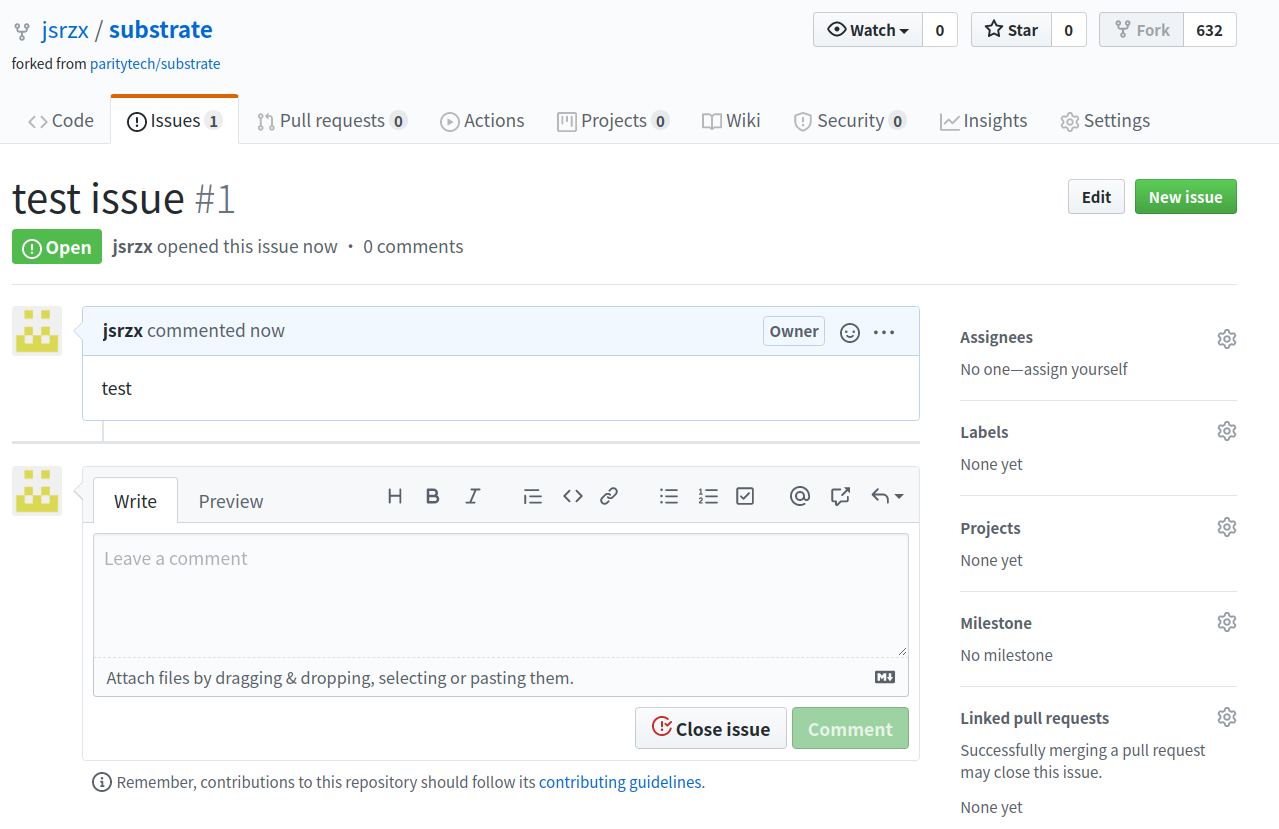 jsrzx / substrate
Watch 0 Star 0 Fork 632
forked from paritytech/substrate
Code Issues 1 Pull requests 0 Actions Projects 0 Wiki Security 0 Insights Settings
test issue #1
Edit New issue
Open jsrzx opened this issue now · 0 comments
jsrzx commented now
Owner
test
Write Preview
Leave a comment
Attach files by dragging & dropping, selecting or pasting them.
Close issue Comment
Remember, contributions to this repository should follow its contributing guidelines.
Assignees
No one—assign yourself
Labels
None yet
Projects
None yet
Milestone
No milestone
Linked pull requests
Successfully merging a pull request
may close this issue.
None yet